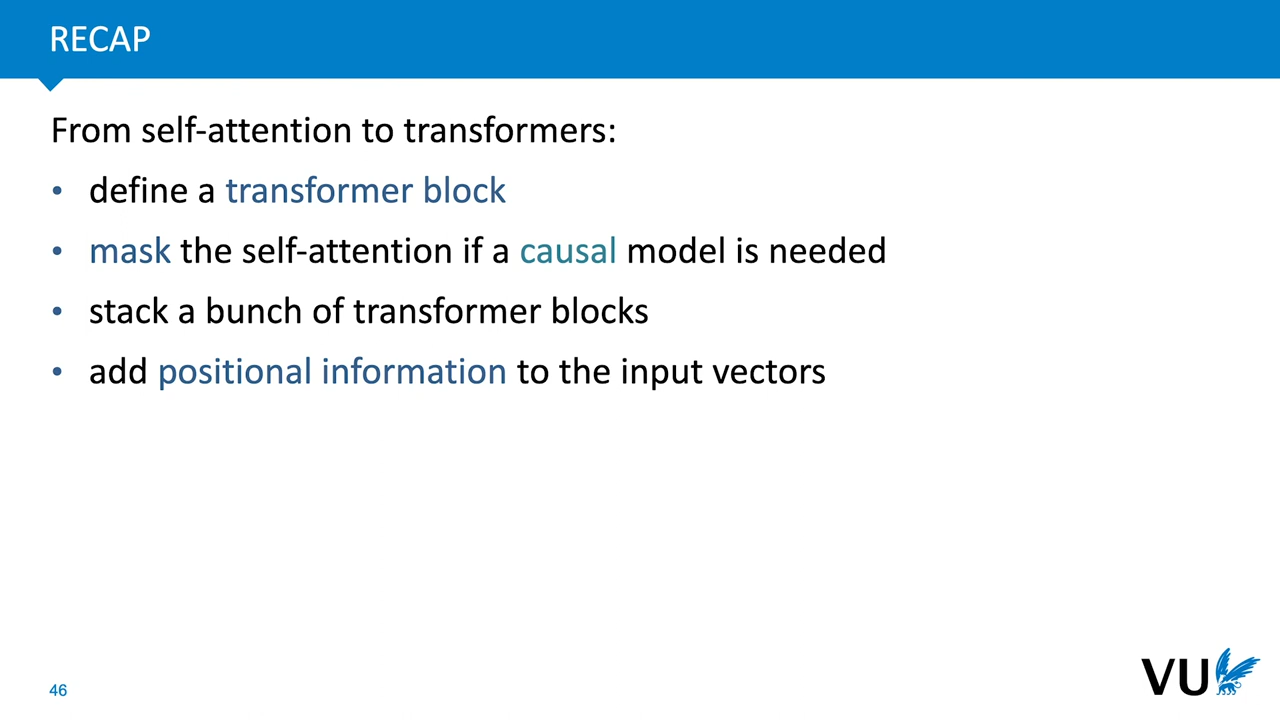 RECAP
From self-attention to transformers:
• define a transformer block
• mask the self-attention if a causal model is needed
• stack a bunch of transformer blocks
• add positional information to the input vectors
46
VU